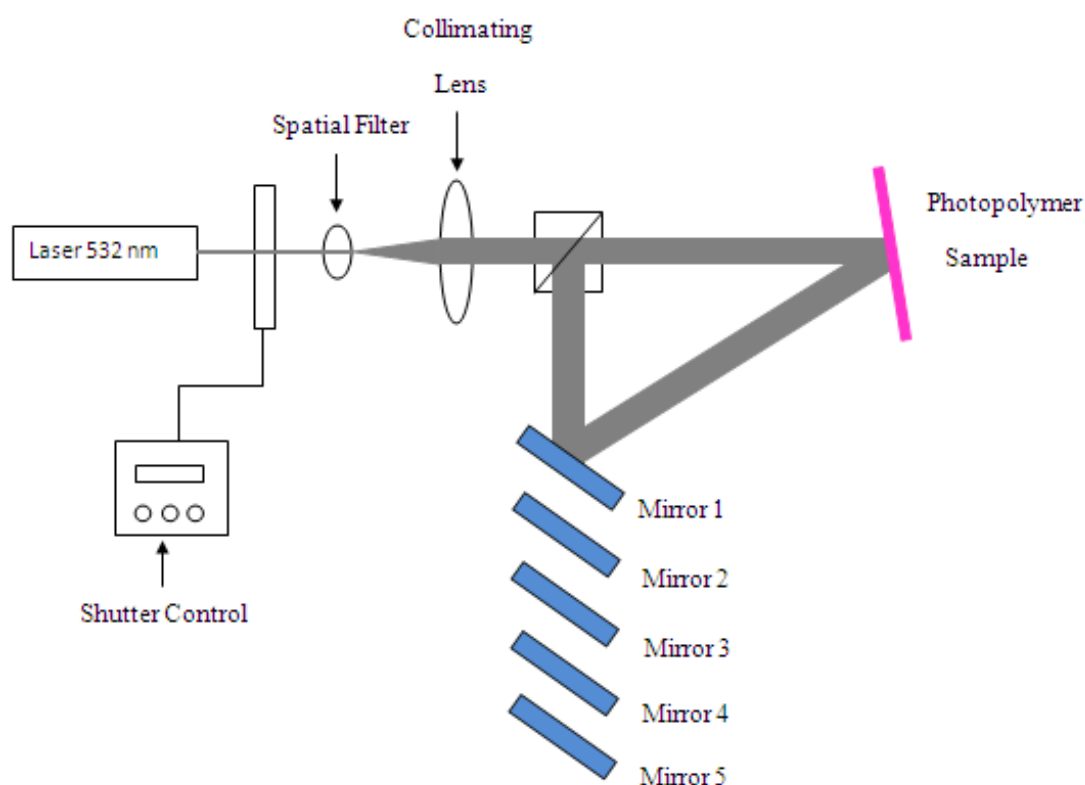 Collimating
Lens
Spatial Filter
Photopolymer
Sample
Laser 532 nm
Mirror 1
Mirror 2
Shutter Control
Mirror 3
Mirror 4
Mirror 5